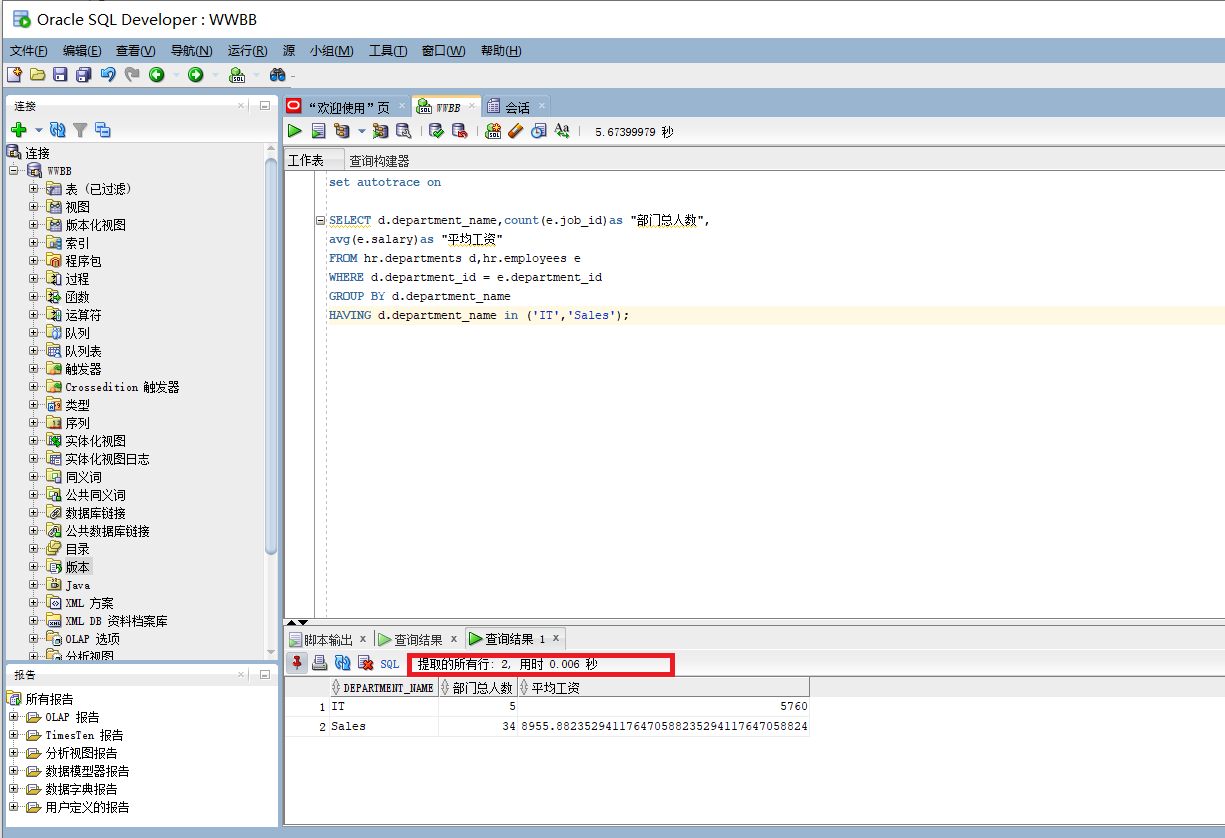 Oracle SQL Developer : WWBB
文件(F) 编辑(E) 查看(V) 导航(N) 运行(R) 源 小组(M) 工具(T) 窗口(W) 帮助(H)
连接
连接
WWBB
表 (已过滤)
视图
版本化视图
索引
程序包
过程
函数
运算符
队列
队列表
触发器
Crossedition 触发器
类型
序列
实体化视图
实体化视图日志
同义词
公共同义词
数据库链接
公共数据库链接
目录
版本
Java
XML 方案
XML DB 资料档案库
OLAP 选项
分析视图
报告
所有报告
OLAP 报告
TimesTen 报告
分析视图报告
数据模型器报告
数据字典报告
用户定义的报告
“欢迎使用”页 WWBB 会话
5.67399979 秒
工作表 查询构建器
set autotrace on
SELECT d.department_name,count(e.job_id)as "部门总人数",
avg(e.salary)as "平均工资"
FROM hr.departments d,hr.employees e
WHERE d.department_id = e.department_id
GROUP BY d.department_name
HAVING d.department_name in ('IT','Sales');
脚本输出 x 查询结果 x 查询结果 1 x
SQL 提取的所有行: 2, 用时 0.006 秒
DEPARTMENT_NAME 部门总人数 平均工资
1 IT 5 5760
2 Sales 34 8955.88235294117647058823529411764705882​4